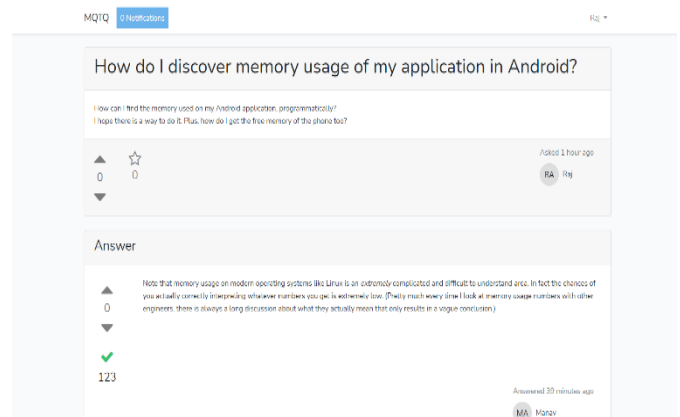 MQTQ 0 Notifications Raj
How do I discover memory usage of my application in Android?
How can I find the memory used on my Android application, programmatically?
I hope there is a way to do it. Plus, how do I get the free memory of the phone too?
Asked 1 hour ago
0 0
RA Raj
Answer
Note that memory usage on modern operating systems like Linux is an extremely complicated and difficult to understand area. In fact the chances of
you actually correctly interpreting whatever numbers you get is extremely low. (Pretty much every time I look at memory usage numbers with other
engineers, there is always a long discussion about what they actually mean that only results in a vague conclusion.)
0
123
Answered 39 minutes ago
MA Manav